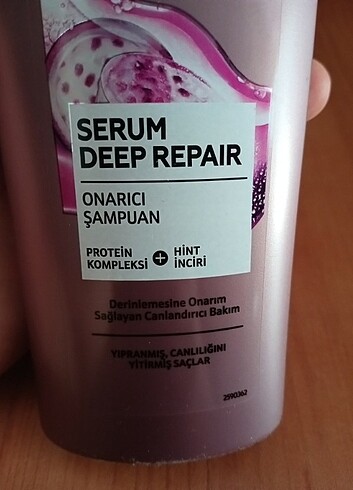 SERUM
DEEP REPAIR
ONARICI
ŞAMPUAN
PROTEİN
KOMPLEKSİ + HİNT
İNCİRİ
Derinlemesine Onarım
Sağlayan Canlandırıcı Bakım
YIPRANMIŞ, CANLILIĞINI
YİTİRMİŞ SAÇLAR
2590362